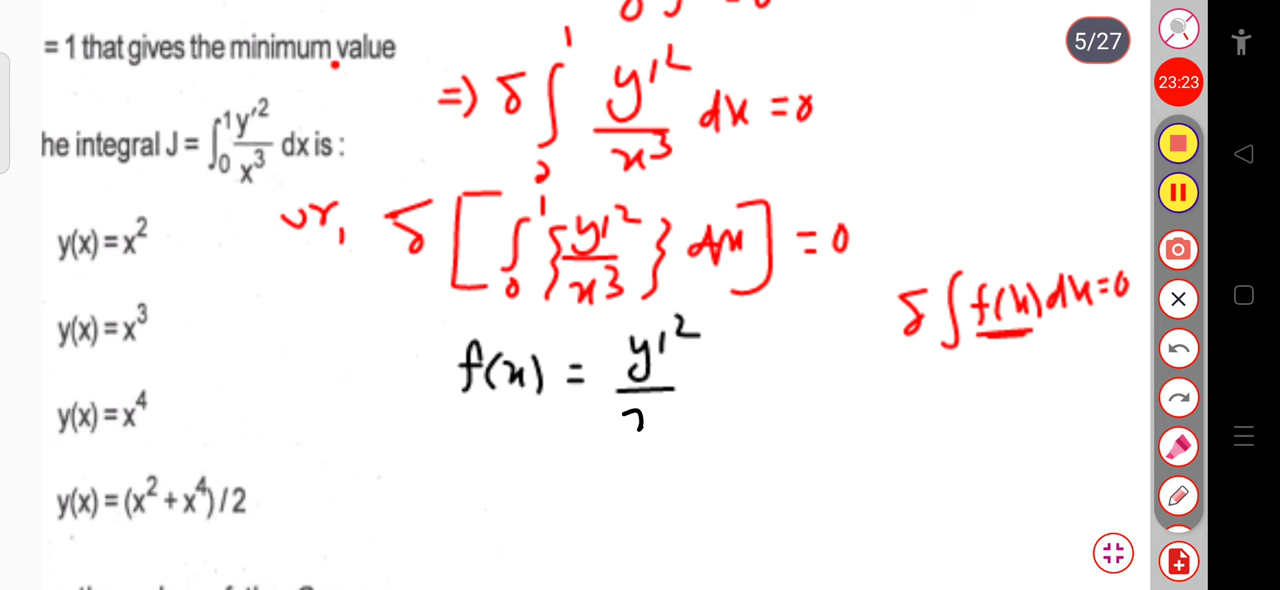 = 1 that gives the minimum value
he integral J = ∫₀¹ y′²/x³ dx is :
y(x) = x²
y(x) = x³
y(x) = x⁴
y(x) = (x² + x⁴) / 2
=> δ ∫ y′²/x³ dx = 0
or, δ [ ∫₀¹ { y′²/x³ } dx ] = 0
δ ∫ f(x) dx = 0
f(x) = y′²
5/27
23:23